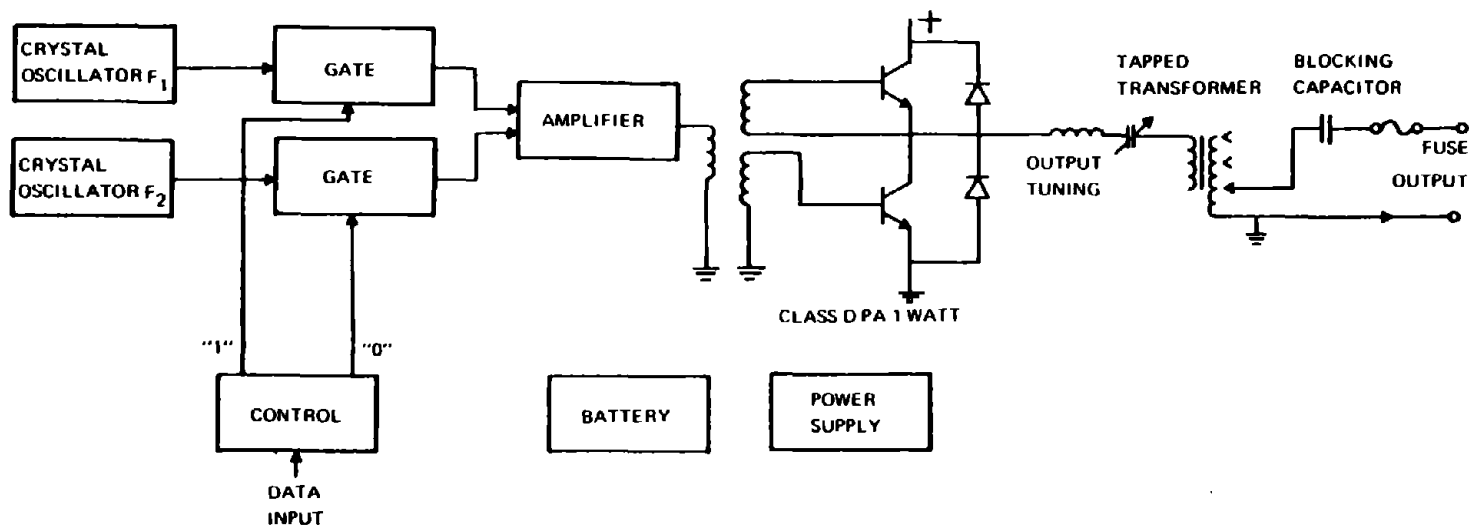 CRYSTAL
OSCILLATOR F1
GATE
AMPLIFIER
+
TAPPED
TRANSFORMER
BLOCKING
CAPACITOR
CRYSTAL
OSCILLATOR F2
GATE
OUTPUT
TUNING
FUSE
OUTPUT
CLASS D PA 1 WATT
"1"
"0"
CONTROL
BATTERY
POWER
SUPPLY
DATA
INPUT